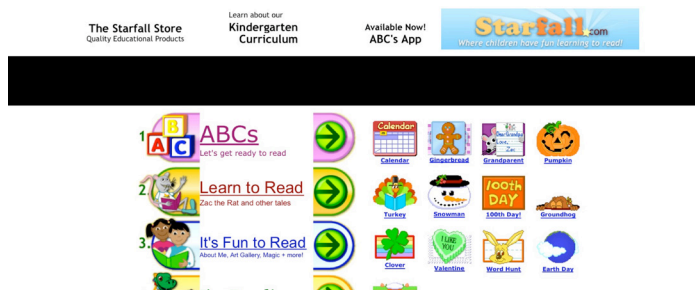 The Starfall Store
Quality Educational Products
Learn about our
Kindergarten
Curriculum
Available Now!
ABC's App
Starfall.com
Where children have fun learning to read!
1.
A B C
ABCs
Let's get ready to read
2.
Learn to Read
Zac the Rat and other tales
3.
It's Fun to Read
About Me, Art Gallery, Magic + more!
Calendar
Calendar
Gingerbread
Grandparent
Pumpkin
Turkey
Snowman
100th
DAY
100th Day!
Groundhog
Clover
I LIKE
YOU
Valentine
Word Hunt
Earth Day